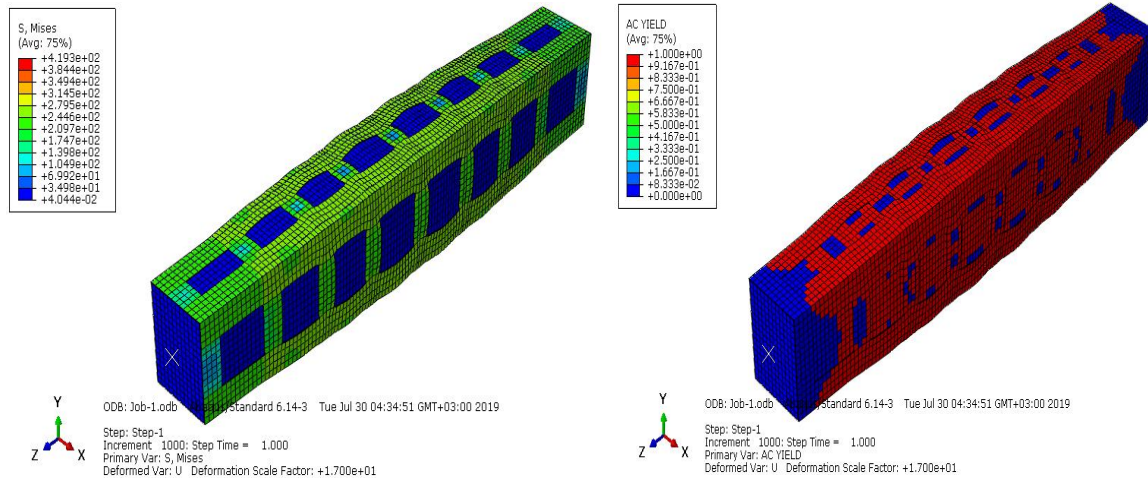 S, Mises
(Avg: 75%)
+4.193e+02
+3.844e+02
+3.494e+02
+3.145e+02
+2.795e+02
+2.446e+02
+2.097e+02
+1.747e+02
+1.398e+02
+1.049e+02
+6.992e+01
+3.498e+01
+4.044e-02
Y
Z
X
ODB: Job-1.odb
/Standard 6.14-3 Tue Jul 30 04:34:51 GMT+03:00 2019
Step: Step-1
Increment 1000: Step Time = 1.000
Primary Var: S, Mises
Deformed Var: U Deformation Scale Factor: +1.700e+01
AC YIELD
(Avg: 75%)
+1.000e+00
+9.167e-01
+8.333e-01
+7.500e-01
+6.667e-01
+5.833e-01
+5.000e-01
+4.167e-01
+3.333e-01
+2.500e-01
+1.667e-01
+8.333e-02
+0.000e+00
Y
Z
X
ODB: Job-1.odb
/Standard 6.14-3 Tue Jul 30 04:34:51 GMT+03:00 2019
Step: Step-1
Increment 1000: Step Time = 1.000
Primary Var: AC YIELD
Deformed Var: U Deformation Scale Factor: +1.700e+01